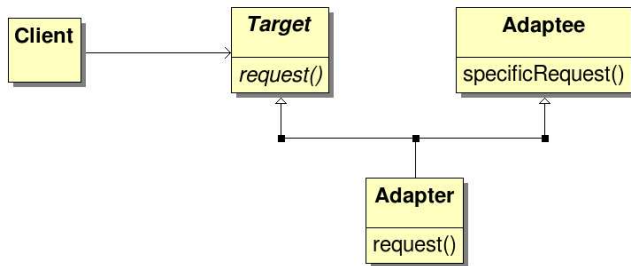 Client
Target
request()
Adaptee
specificRequest()
Adapter
request()